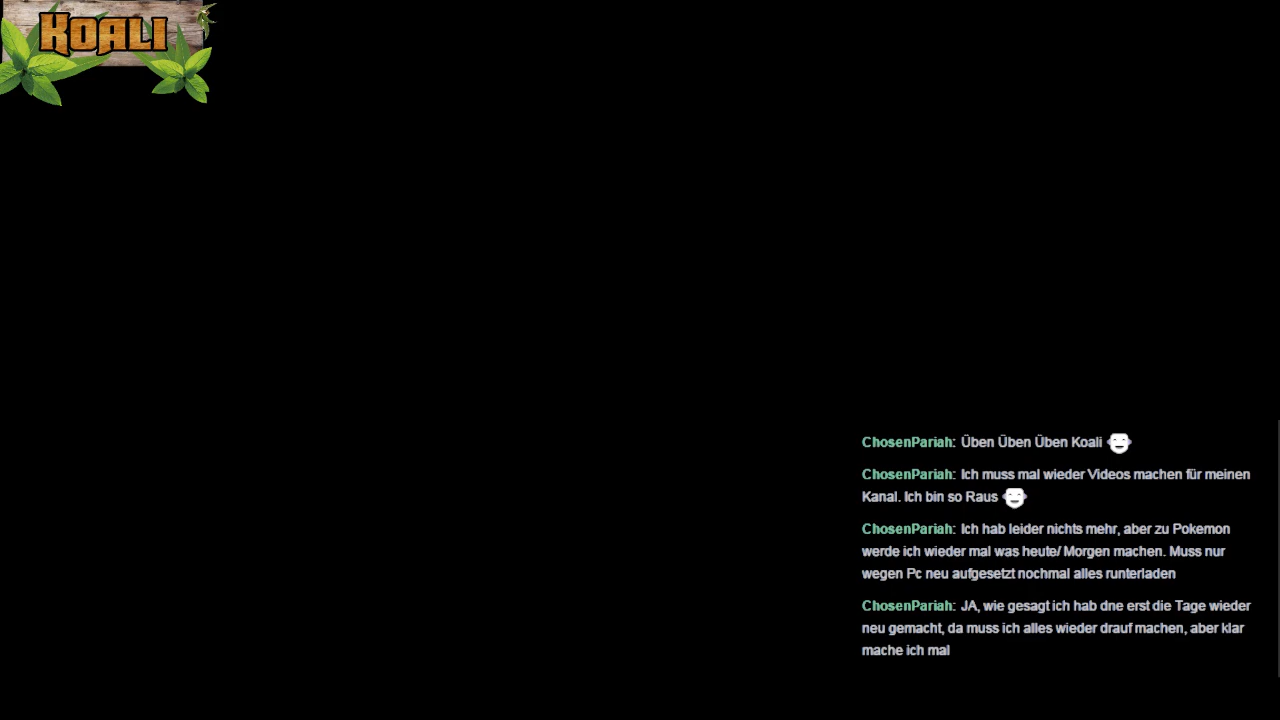 KOALI
ChosenPariah: Üben Üben Üben Koali
ChosenPariah: Ich muss mal wieder Videos machen für meinen
Kanal. Ich bin so Raus
ChosenPariah: Ich hab leider nichts mehr, aber zu Pokemon
werde ich wieder mal was heute/ Morgen machen. Muss nur
wegen Pc neu aufgesetzt nochmal alles runterladen
ChosenPariah: JA, wie gesagt ich hab dne erst die Tage wieder
neu gemacht, da muss ich alles wieder drauf machen, aber klar
mache ich mal